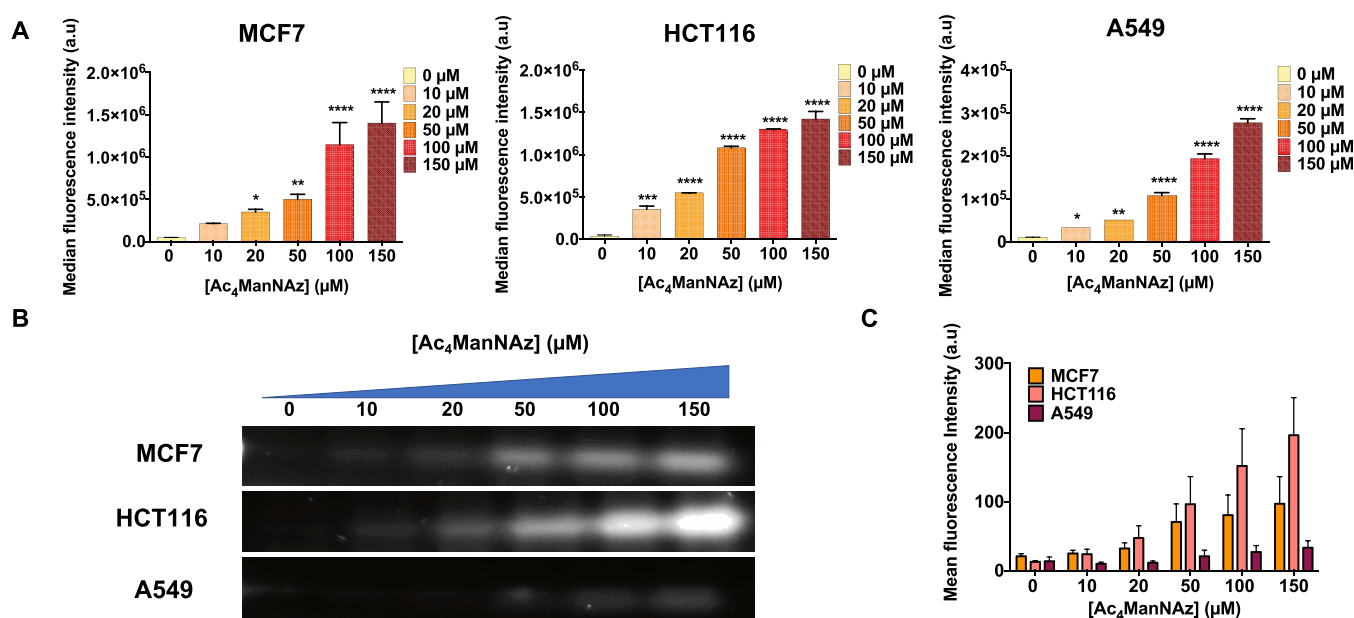 A
MCF7
Median fluorescence intensity (a.u)
2.0×10⁶
1.5×10⁶
1.0×10⁶
5.0×10⁵
0.0
*
**
****
****
0 10 20 50 100 150
[Ac₄ManNAz] (µM)
0 µM
10 µM
20 µM
50 µM
100 µM
150 µM
HCT116
Median fluorescence intensity (a.u)
2.0×10⁶
1.5×10⁶
1.0×10⁶
5.0×10⁵
0.0
***
****
****
****
****
0 10 20 50 100 150
[Ac₄ManNAz] (µM)
0 µM
10 µM
20 µM
50 µM
100 µM
150 µM
A549
Median fluorescence intensity (a.u)
4×10⁵
3×10⁵
2×10⁵
1×10⁵
0
*
**
****
****
****
0 10 20 50 100 150
[Ac₄ManNAz] (µM)
0 µM
10 µM
20 µM
50 µM
100 µM
150 µM
B
[Ac₄ManNAz] (µM)
0 10 20 50 100 150
MCF7
HCT116
A549
C
Mean fluorescence Intensity (a.u)
300
200
100
0
MCF7
HCT116
A549
0 10 20 50 100 150
[Ac₄ManNAz] (µM)